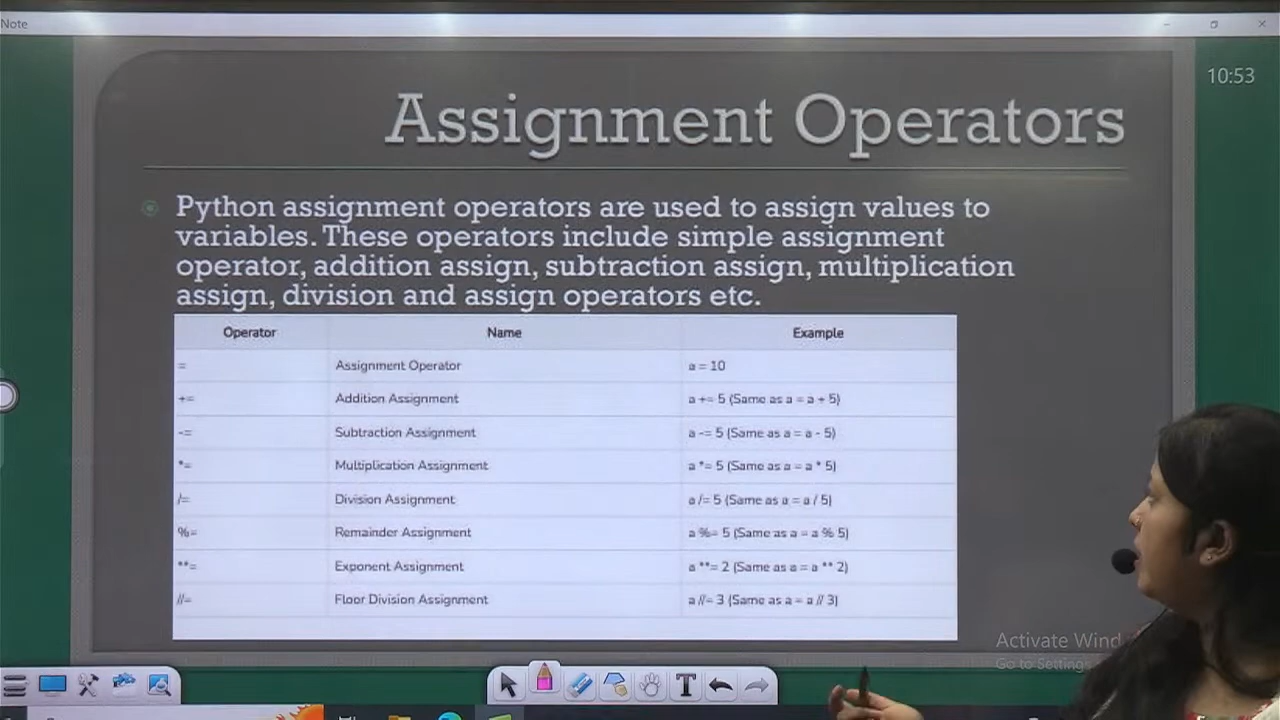 Note
10:53
Assignment Operators
Python assignment operators are used to assign values to
variables. These operators include simple assignment
operator, addition assign, subtraction assign, multiplication
assign, division and assign operators etc.
Operator Name Example
= Assignment Operator a = 10
+= Addition Assignment a += 5 (Same as a = a + 5)
-= Subtraction Assignment a -= 5 (Same as a = a - 5)
*= Multiplication Assignment a *= 5 (Same as a = a * 5)
/= Division Assignment a /= 5 (Same as a = a / 5)
%= Remainder Assignment a %= 5 (Same as a = a % 5)
**= Exponent Assignment a **= 2 (Same as a = a ** 2)
//= Floor Division Assignment a //= 3 (Same as a = a // 3)
Activate Wind
Go to Settings
T